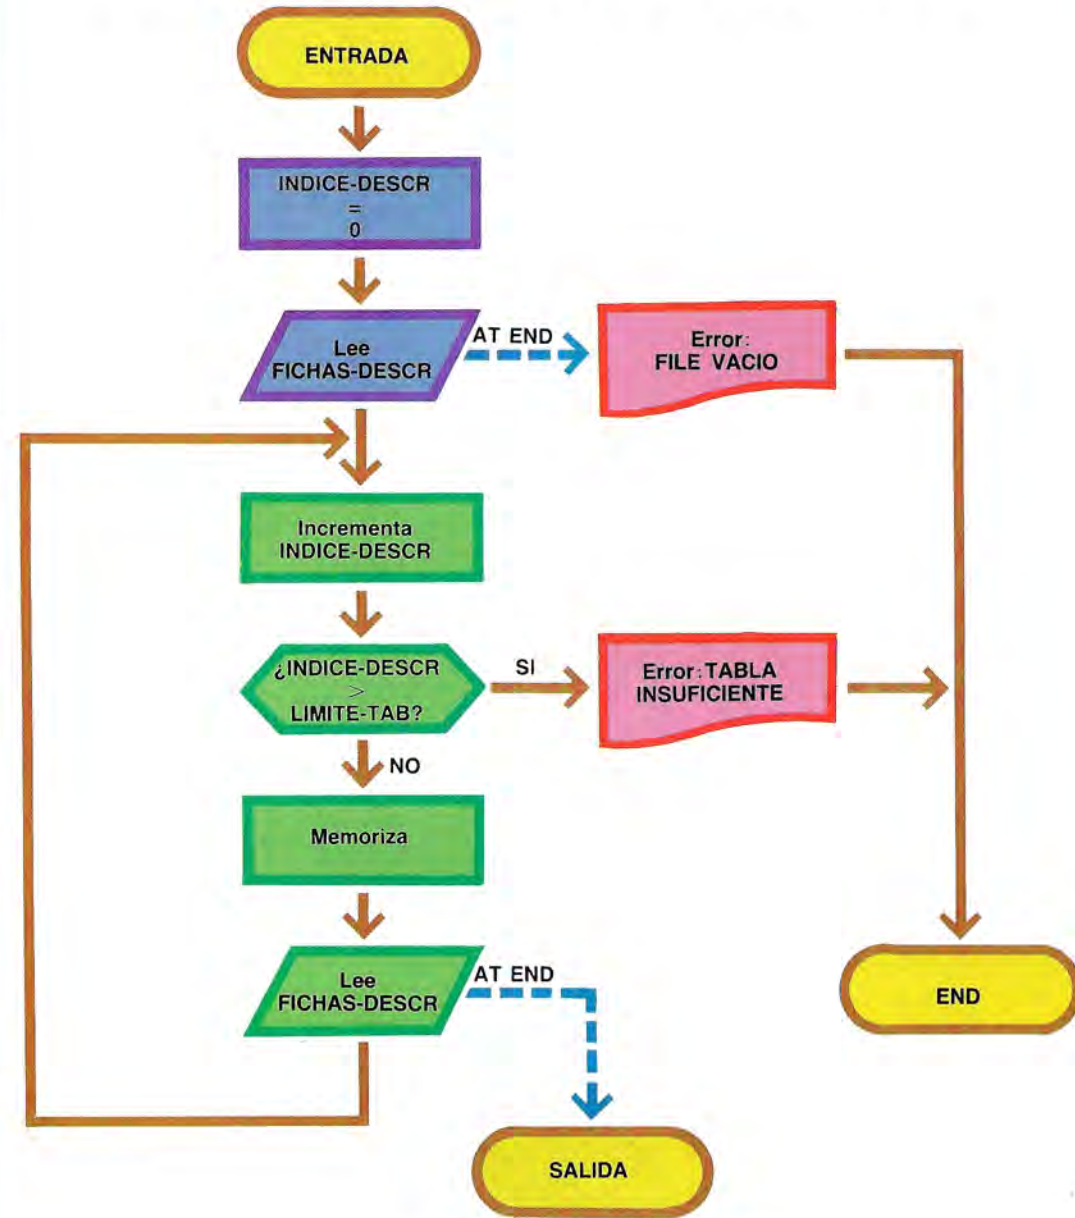 ENTRADA
INDICE-DESCR
=
0
Lee
FICHAS-DESCR
AT END
Error:
FILE VACIO
Incrementa
INDICE-DESCR
¿INDICE-DESCR
>
LIMITE-TAB?
SI
Error: TABLA
INSUFICIENTE
NO
Memoriza
Lee
FICHAS-DESCR
AT END
END
SALIDA